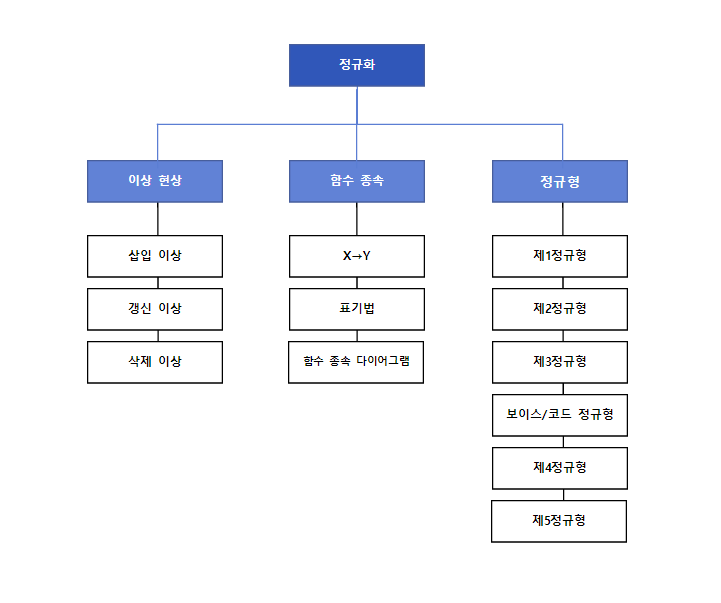 정규화
이상 현상
함수 종속
정규형
삽입 이상
X→Y
제1정규형
갱신 이상
표기법
제2정규형
삭제 이상
함수 종속 다이어그램
제3정규형
보이스/코드 정규형
제4정규형
제5정규형